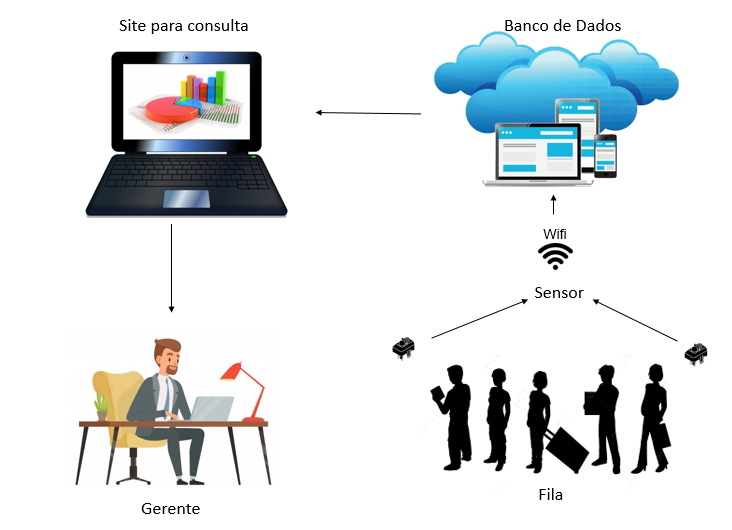 Site para consulta
Banco de Dados
Wifi
Sensor
Fila
Gerente